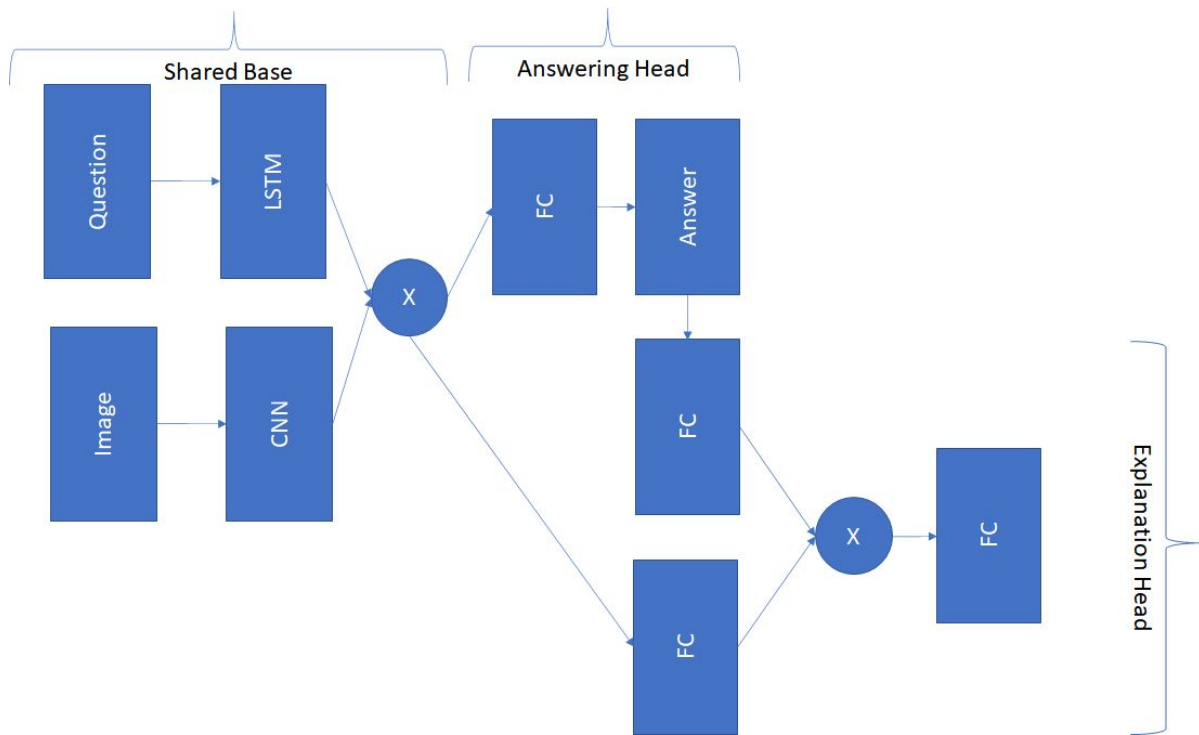 Shared Base
Answering Head
Question
LSTM
FC
Answer
X
Image
CNN
FC
X
FC
FC
Explanation Head